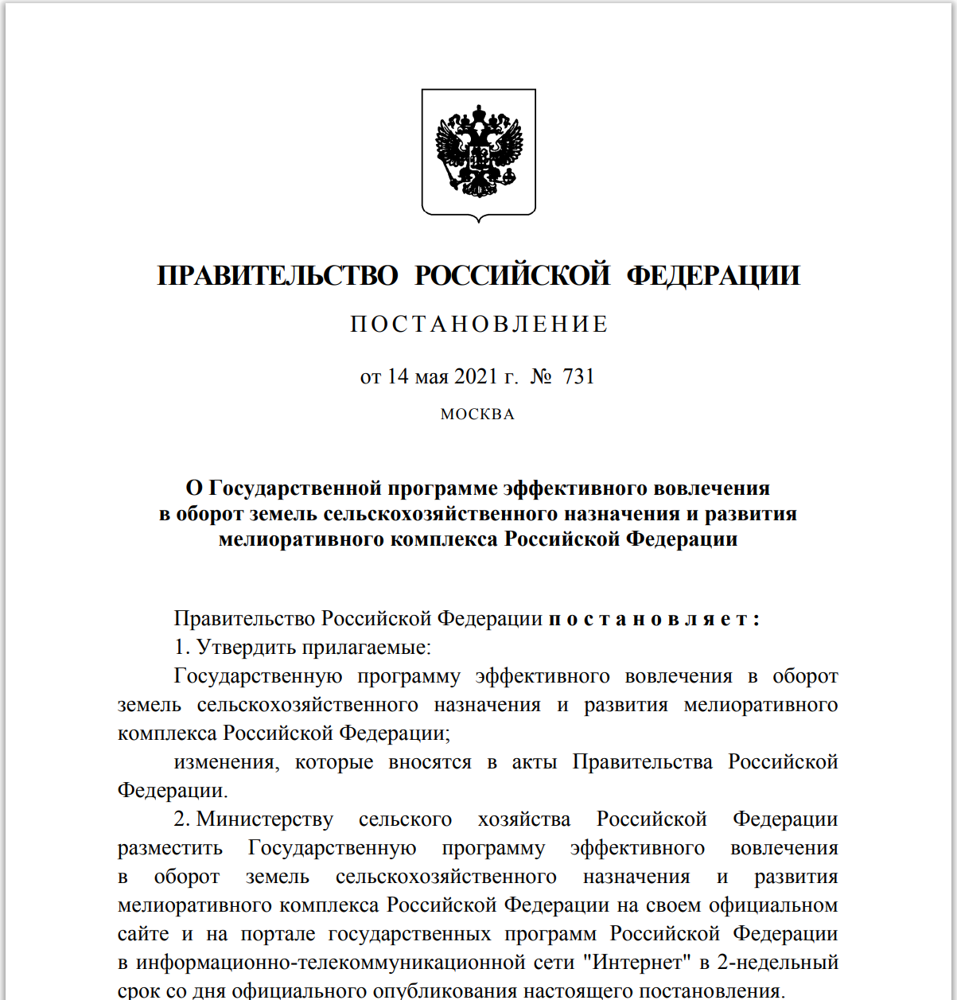 ПРАВИТЕЛЬСТВО РОССИЙСКОЙ ФЕДЕРАЦИИ
ПОСТАНОВЛЕНИЕ
от 14 мая 2021 г. № 731
МОСКВА
О Государственной программе эффективного вовлечения
в оборот земель сельскохозяйственного назначения и развития
мелиоративного комплекса Российской Федерации
Правительство Российской Федерации п о с т а н о в л я е т :
1. Утвердить прилагаемые:
Государственную программу эффективного вовлечения в оборот
земель сельскохозяйственного назначения и развития мелиоративного
комплекса Российской Федерации;
изменения, которые вносятся в акты Правительства Российской
Федерации.
2. Министерству сельского хозяйства Российской Федерации
разместить Государственную программу эффективного вовлечения
в оборот земель сельскохозяйственного назначения и развития
мелиоративного комплекса Российской Федерации на своем официальном
сайте и на портале государственных программ Российской Федерации
в информационно-телекоммуникационной сети "Интернет" в 2-недельный
срок со дня официального опубликования настоящего постановления.